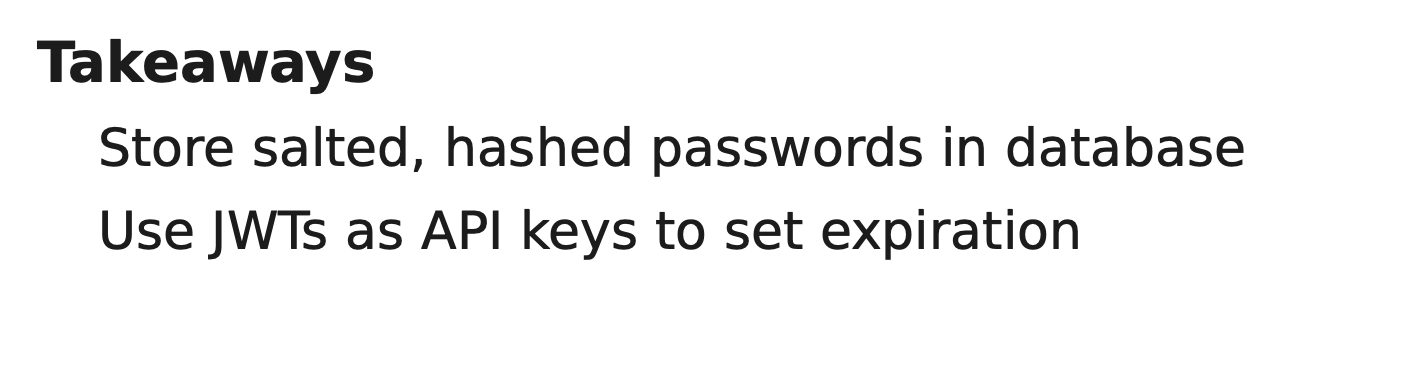 Takeaways
Store salted, hashed passwords in database
Use JWTs as API keys to set expiration